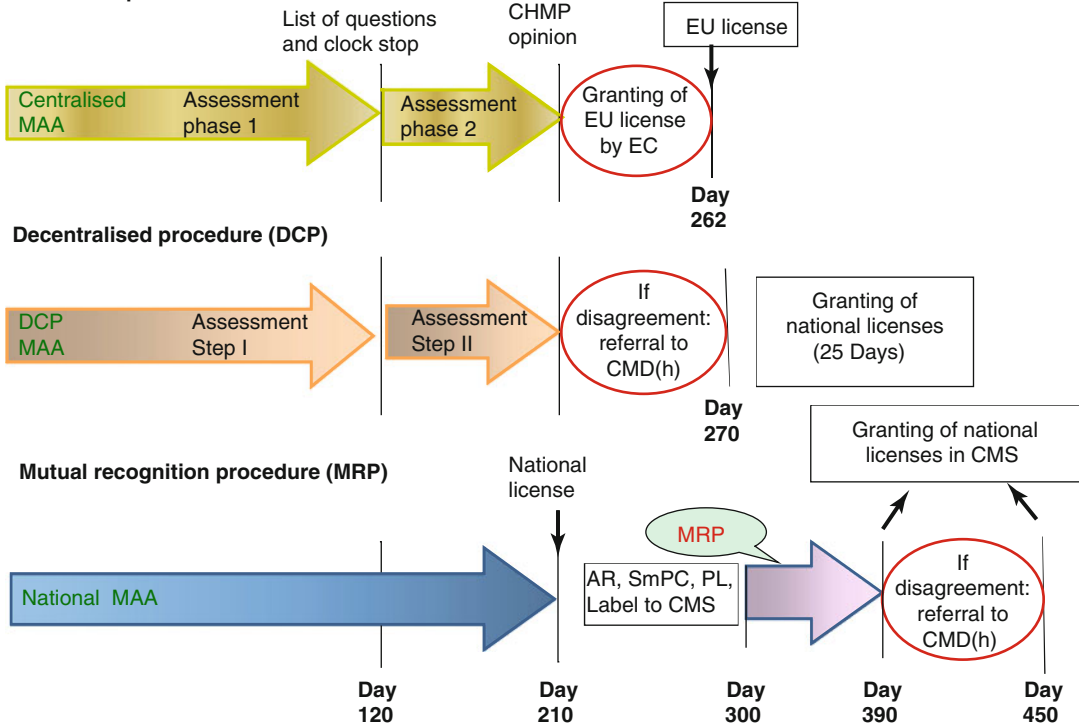 List of questions
and clock stop
CHMP
opinion
EU license
Centralised
MAA
Assessment
phase 1
Assessment
phase 2
Granting of
EU license
by EC
Day
262
Decentralised procedure (DCP)
DCP
MAA
Assessment
Step I
Assessment
Step II
If
disagreement:
referral to
CMD(h)
Granting of
national licenses
(25 Days)
Day
270
Granting of national
licenses in CMS
Mutual recognition procedure (MRP)
National
license
MRP
National MAA
AR, SmPC, PL,
Label to CMS
If
disagreement:
referral to
CMD(h)
Day
120
Day
210
Day
300
Day
390
Day
450